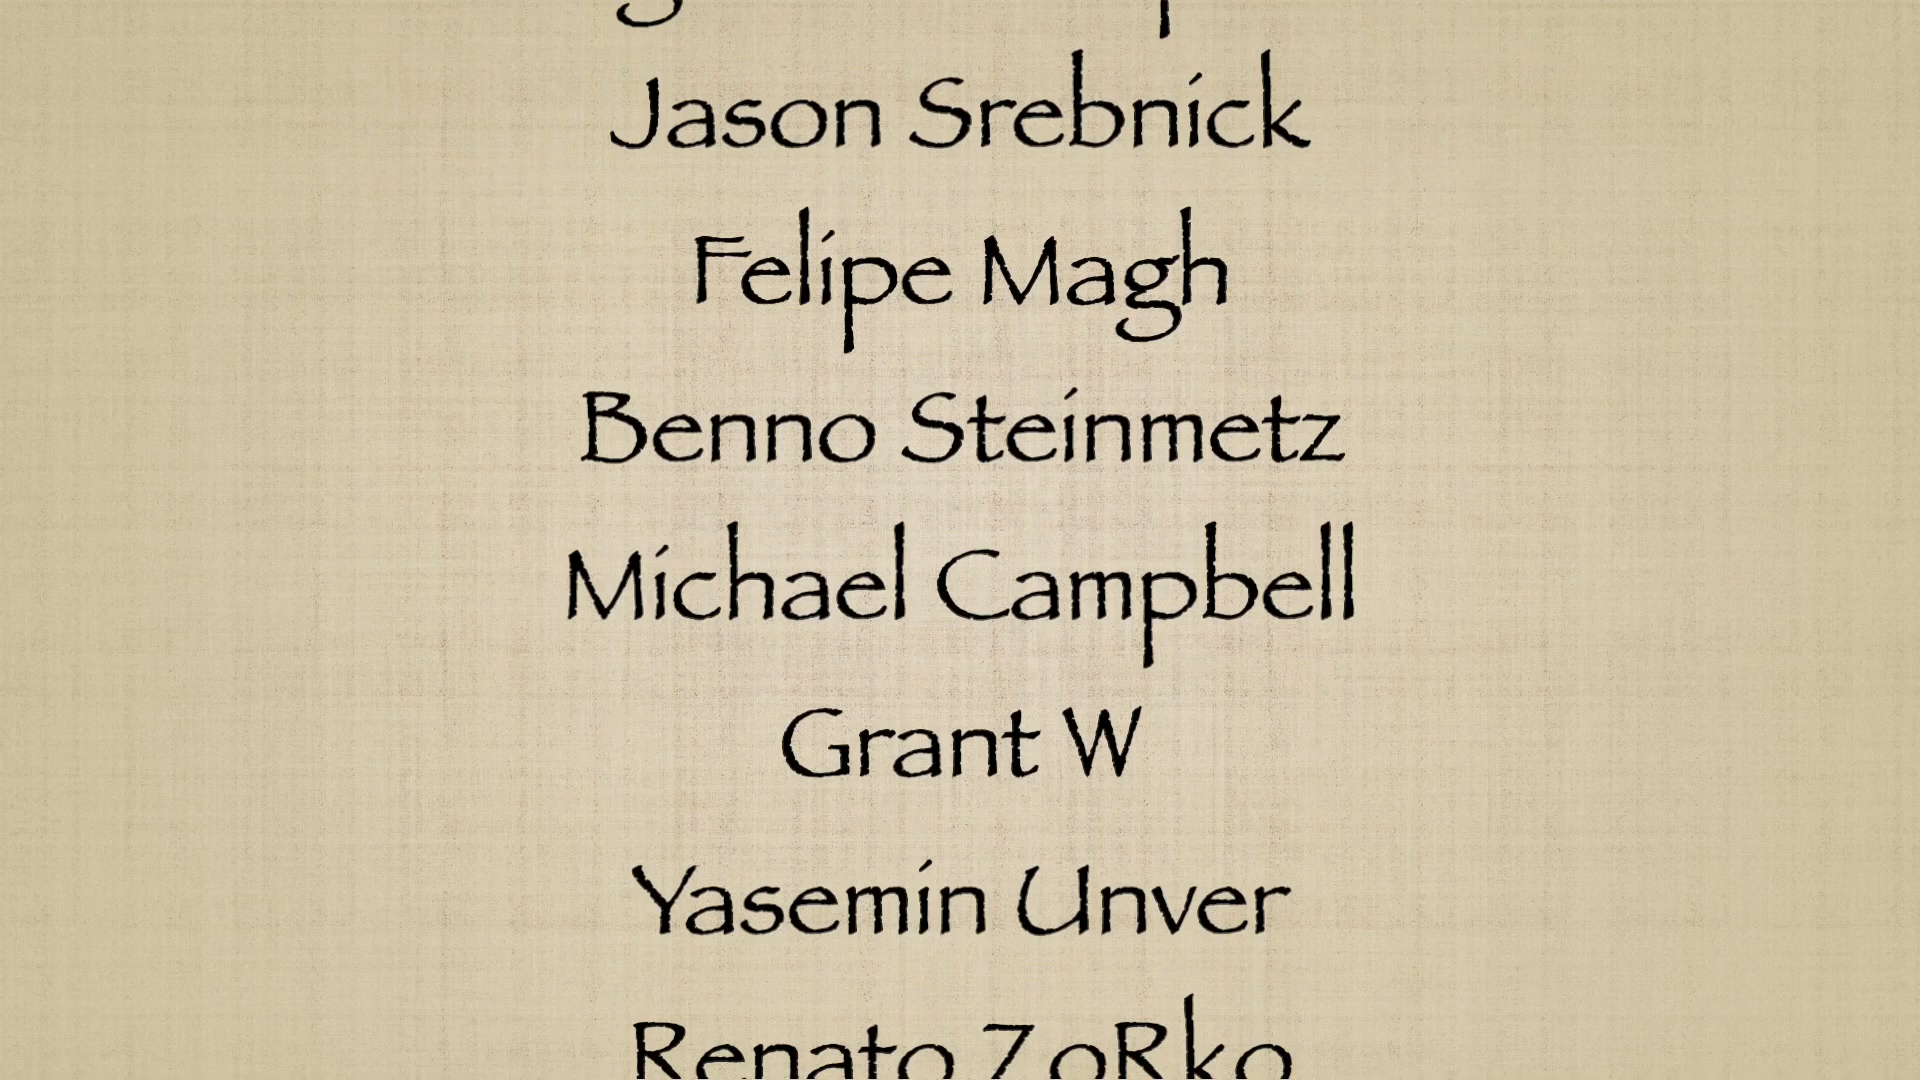 Jason Srebnick
Felipe Magh
Benno Steinmetz
Michael Campbell
Grant W
Yasemin Unver
Renato ZoRko